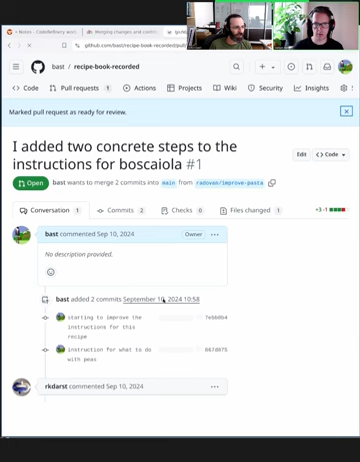 Notes - CodeRefinery wor
Merging changes and contri
github.com/bast/recipe-book-recorded/pull/
bast / recipe-book-recorded
Code
Pull requests 1
Actions
Projects
Wiki
Security
Insights
Marked pull request as ready for review.
I added two concrete steps to the
instructions for boscaiola #1
Edit
Code
Open
bast wants to merge 2 commits into main from radovan/improve-pasta
Conversation 1
Commits 2
Checks 0
Files changed 1
+3 -1
bast commented Sep 10, 2024
Owner
No description provided.
bast added 2 commits September 10, 2024 10:58
starting to improve the
instructions for this
recipe
instruction for what to do
with peas
rkdarst commented Sep 10, 2024